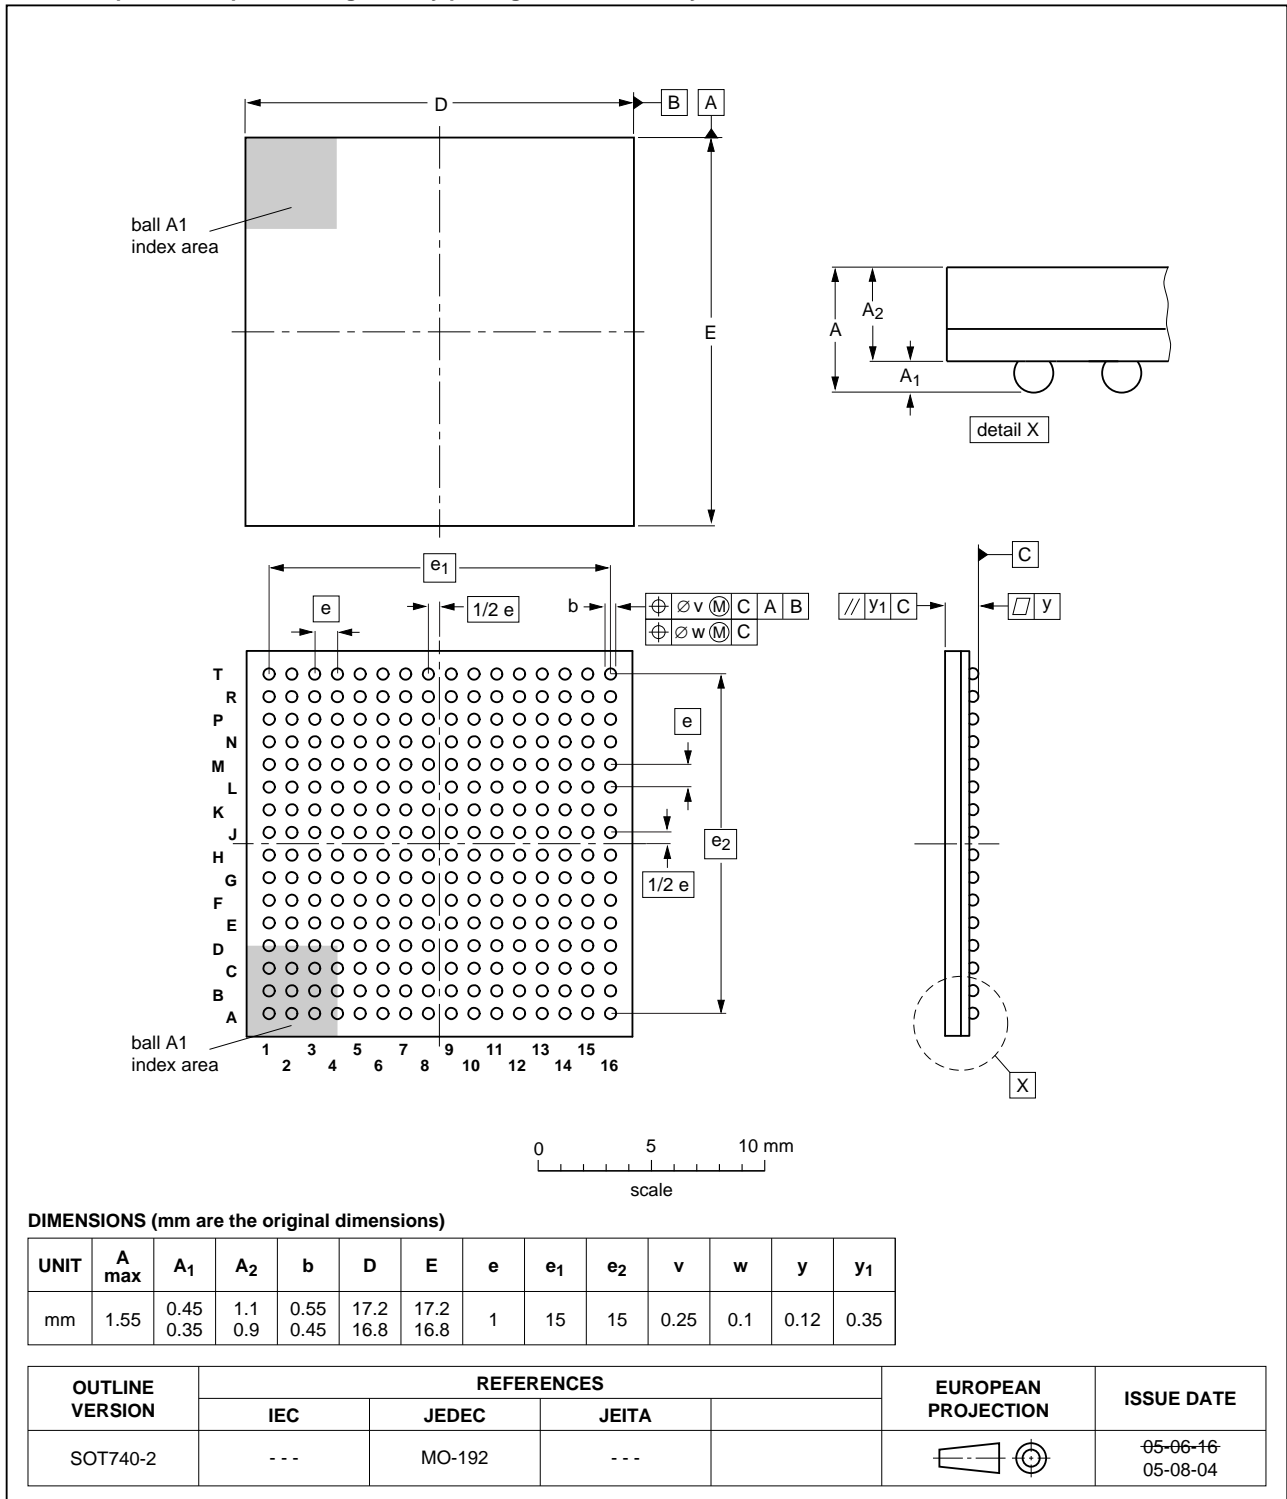 D
B
A
ball A1
index area
E
A
A2
A1
detail X
e1
e
1/2 e
b
⌖ ∅ v Ⓜ C A B
⌖ ∅ w Ⓜ C
// y1 C
C
▱ y
T
R
P
N
M
L
K
J
H
G
F
E
D
C
B
A
e
e2
1/2 e
ball A1
index area
1 3 5 7 9 11 13 15
2 4 6 8 10 12 14 16
X
0 5 10 mm
scale
DIMENSIONS (mm are the original dimensions)
UNIT A max A1 A2 b D E e e1 e2 v w y y1
mm 1.55 0.45 0.35 1.1 0.9 0.55 0.45 17.2 16.8 17.2 16.8 1 15 15 0.25 0.1 0.12 0.35
OUTLINE VERSION REFERENCES EUROPEAN PROJECTION ISSUE DATE
IEC JEDEC JEITA
SOT740-2 - - - MO-192 - - - 05-06-16
05-08-04